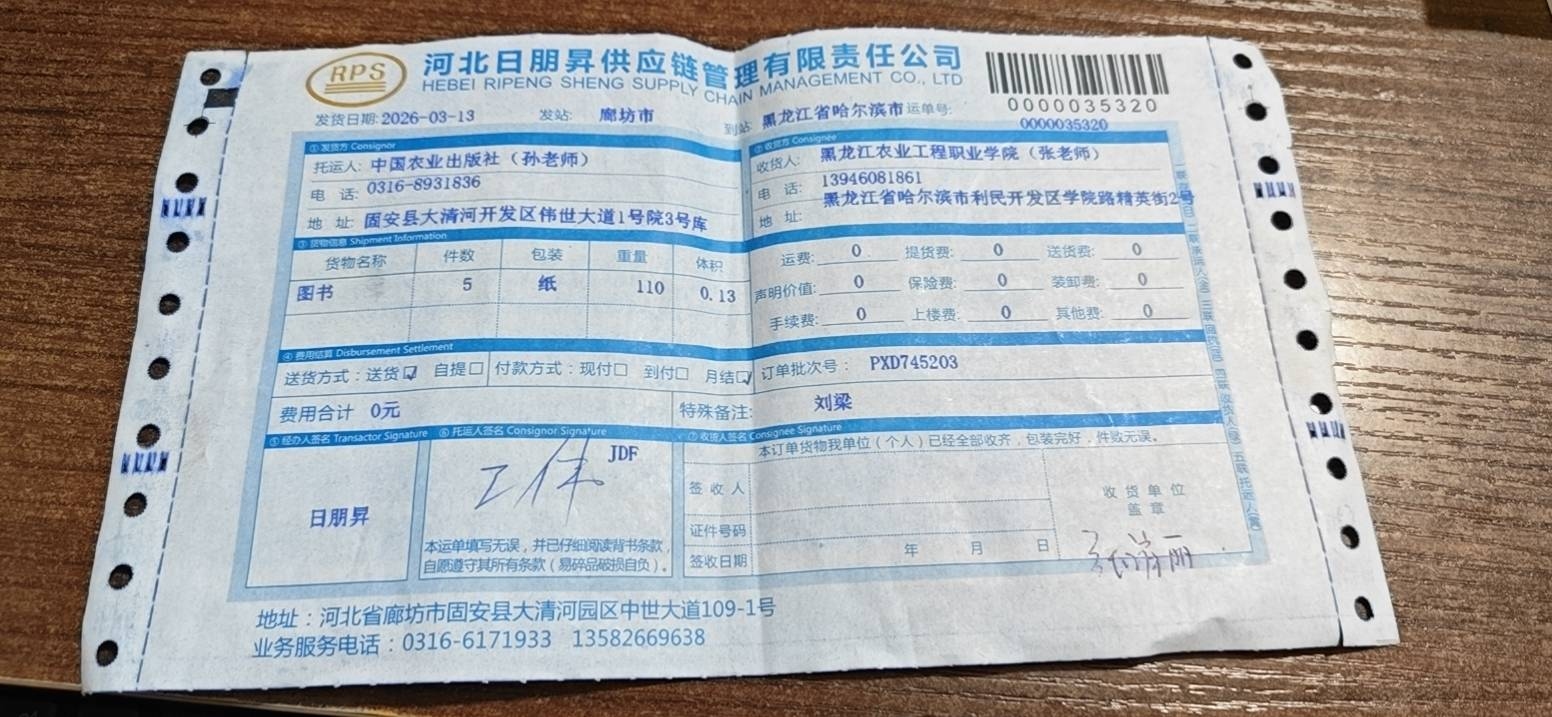 RPS
河北日朋昇供应链管理有限责任公司
HEBEI RIPENG SHENG SUPPLY CHAIN MANAGEMENT CO., LTD
0000035320
发货日期:2026-03-13 发站: 廊坊市 到站: 黑龙江省哈尔滨市 运单号: 0000035320
①发货方 Consignor
托运人: 中国农业出版社（孙老师）
电 话: 0316-8931836
地 址: 固安县大清河开发区伟世大道1号院3号库
②收货方 Consignee
收货人: 黑龙江农业工程职业学院（张老师）
电 话: 13946081861
地 址: 黑龙江省哈尔滨市利民开发区学院路精英街2号
③货物信息 Shipment Information
货物名称 件数 包装 重量 体积
图书 5 纸 110 0.13
运费: 0 提货费: 0 送货费: 0
声明价值: 0 保险费: 0 装卸费: 0
手续费: 0 上楼费: 0 其他费: 0
④费用结算 Disbursement Settlement
送货方式：送货☑ 自提☐ 付款方式：现付☐ 到付☐ 月结☑ 订单批次号： PXD745203
费用合计 0元 特殊备注: 刘梁
⑤经办人签名 Transactor Signature
日朋昇
⑥托运人签名 Consignor Signature
JDF
王伟
本运单填写无误，并已仔细阅读背书条款，
自愿遵守其所有条款（易碎品破损自负）。
⑦收货人签名 Consignee Signature
本订单货物我单位（个人）已经全部收齐，包装完好，件数无误。
签 收 人
证件号码
签收日期 年 月 日
收 货 单 位
盖 章
地址：河北省廊坊市固安县大清河园区中世大道109-1号
业务服务电话：0316-6171933 13582669638